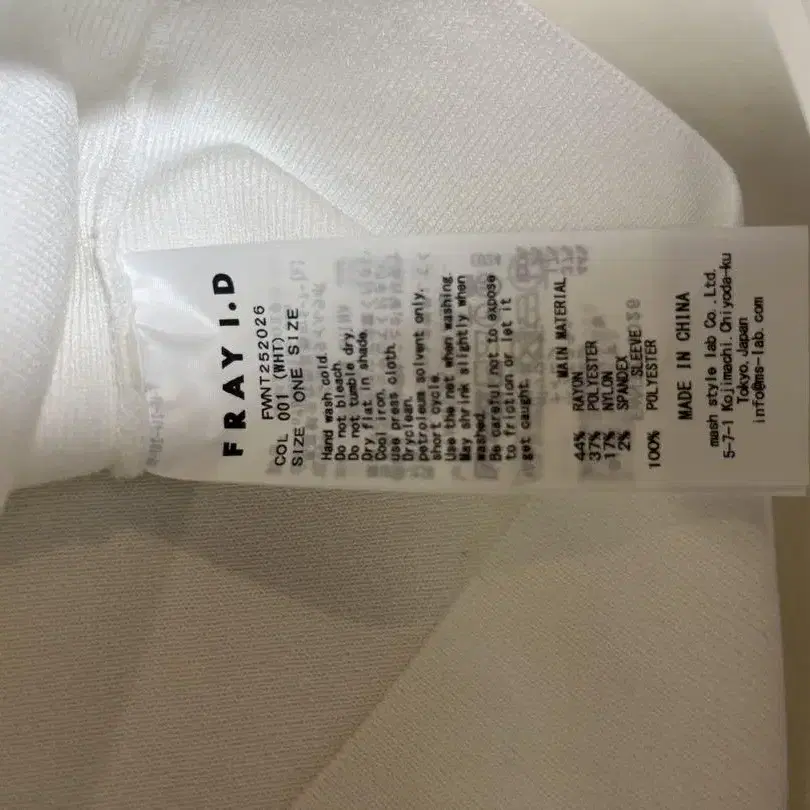 FRAY I.D
FWNT252026
COL 001 (WHT)
SIZE ONE SIZE
Hand wash cold.
Do not bleach.
Do not tumble dry.
Dry flat in shade.
Cool iron.
use press cloth.
Dryclean.
petroleum solvent only.
short cycle.
Use the net when washing.
May shrink slightly when
washed.
Be careful not to expose
to friction or let it
get caught.
MAIN MATERIAL
44% RAYON
37% POLYESTER
17% NYLON
2% SPANDEX
SLEEVE
100% POLYESTER
MADE IN CHINA
mash style lab Co.,Ltd.
5-7-1 Kojimachi, Chiyoda-ku
Tokyo, Japan
info@ms-lab.com